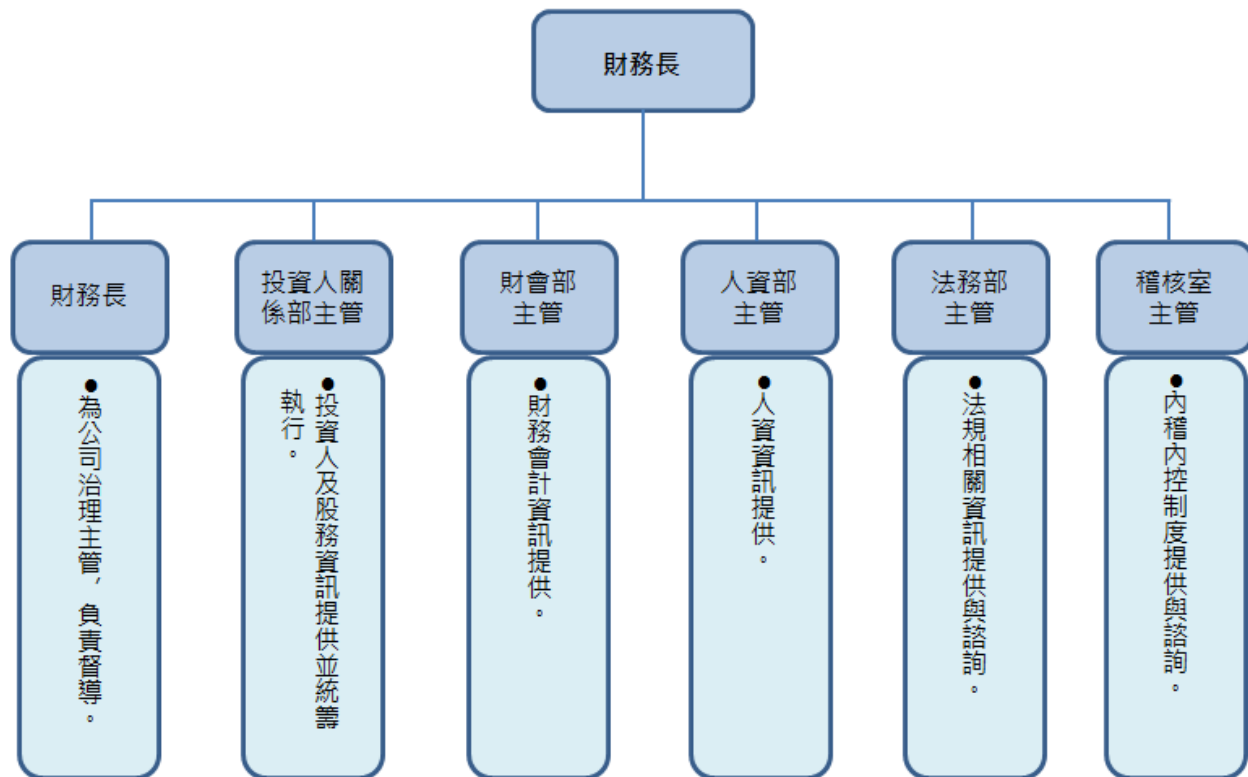 財務長
財務長
投資人關
係部主管
財會部
主管
人資部
主管
法務部
主管
稽核室
主管
●為公司治理主管，負責督導。
●投資人及股務資訊提供並統籌
執行。
●財務會計資訊提供。
●人資資訊提供。
●法規相關資訊提供與諮詢。
●內稽內控制度提供與諮詢。